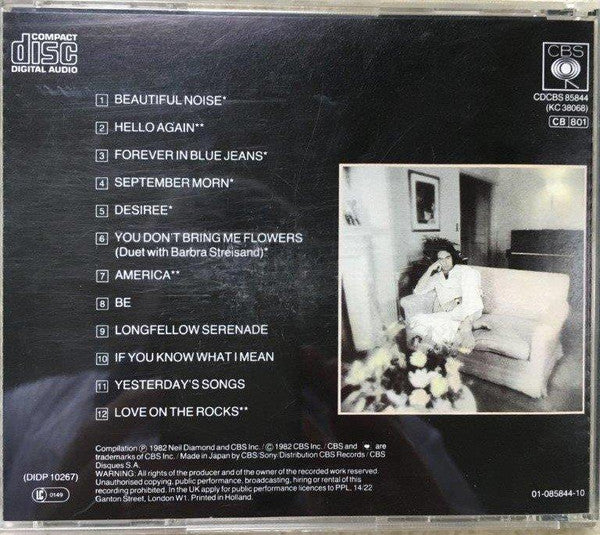 COMPACT
disc
DIGITAL AUDIO
CBS
CDCBS 85844
(KC 38068)
CB 801
1 BEAUTIFUL NOISE*
2 HELLO AGAIN**
3 FOREVER IN BLUE JEANS*
4 SEPTEMBER MORN*
5 DESIREE*
6 YOU DON'T BRING ME FLOWERS
(Duet with Barbra Streisand)*
7 AMERICA**
8 BE
9 LONGFELLOW SERENADE
10 IF YOU KNOW WHAT I MEAN
11 YESTERDAY'S SONGS
12 LOVE ON THE ROCKS**
Compilation ℗ 1982 Neil Diamond and CBS Inc./© 1982 CBS Inc./CBS and are
trademarks of CBS Inc./Made in Japan by CBS/Sony/Distribution CBS Records/CBS
Disques S.A.
WARNING: All rights of the producer and of the owner of the recorded work reserved.
Unauthorised copying, public performance, broadcasting, hiring or rental of this
recording prohibited. In the UK apply for public performance licences to PPL, 14-22
Ganton Street, London W1. Printed in Holland.
(DIDP 10267)
LC 0149
01-085844-10